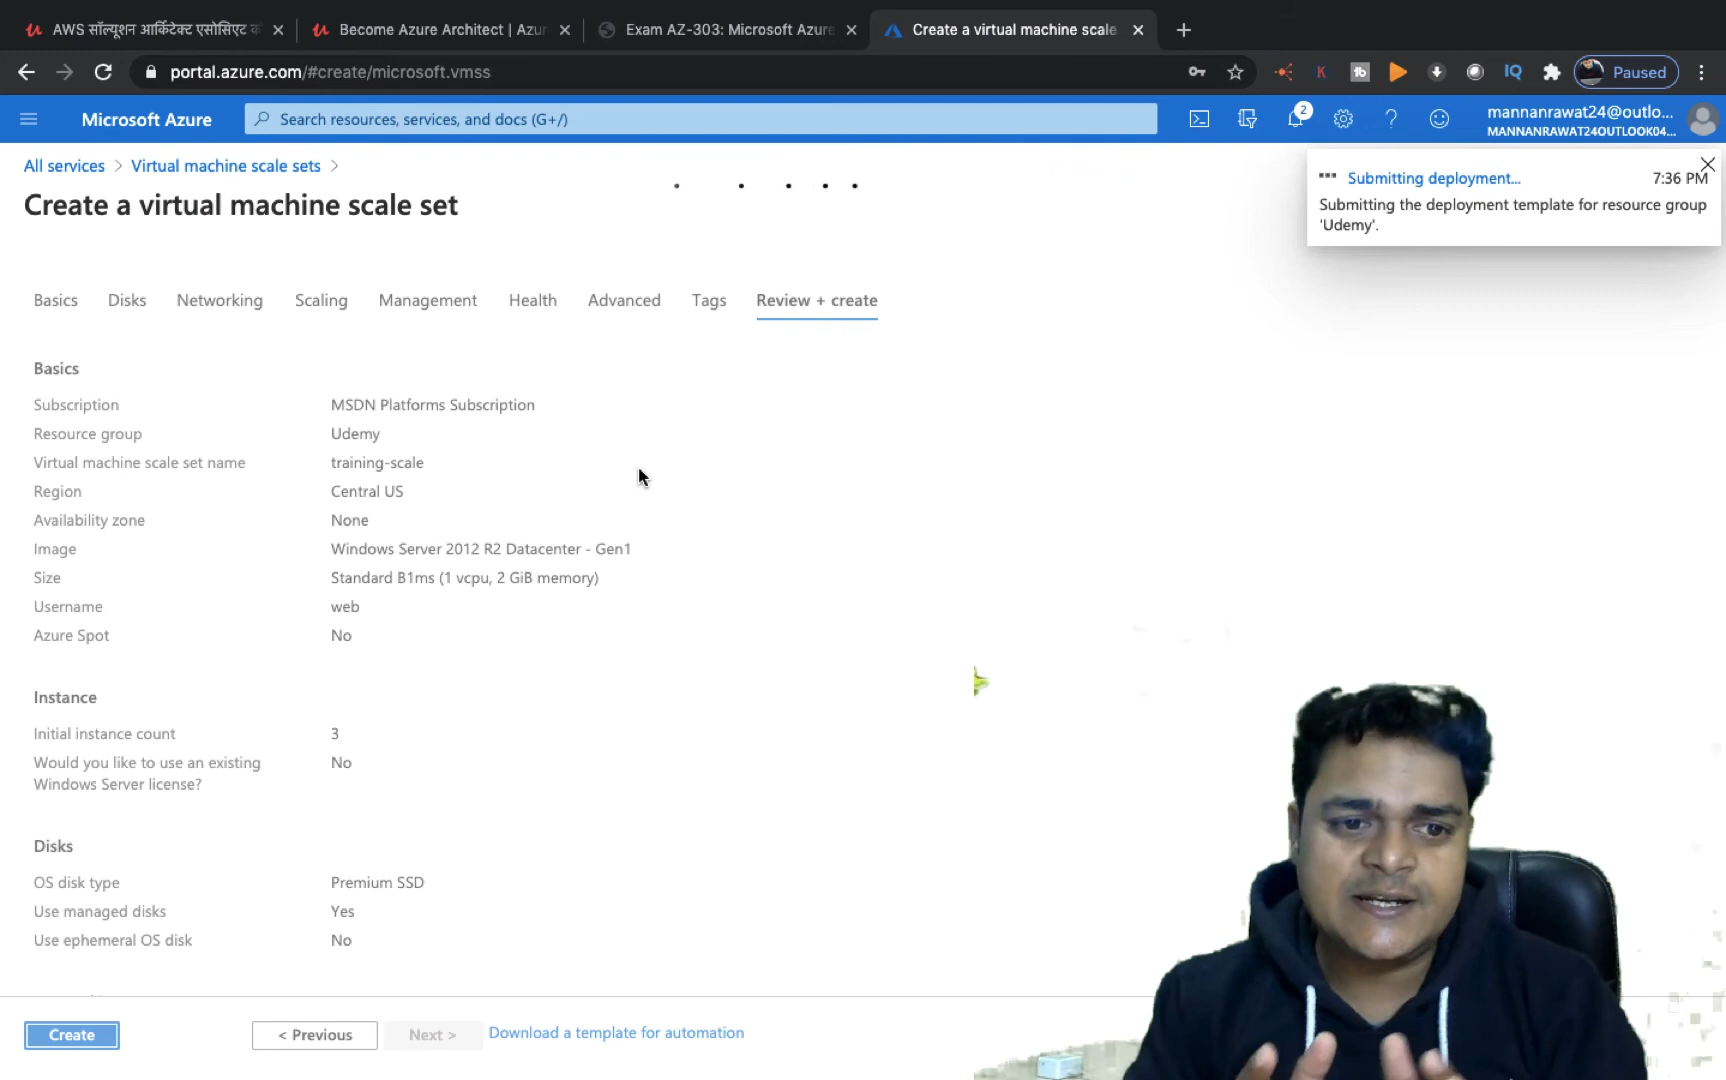 AWS सॉल्यूशन आर्किटेक्ट एसोसिएट
Become Azure Architect | Azur
Exam AZ-303: Microsoft Azure
Create a virtual machine scale
portal.azure.com/#create/microsoft.vmss
K
tb
IQ
Paused
Microsoft Azure
Search resources, services, and docs (G+/)
2
mannanrawat24@outlo...
MANNANRAWAT24OUTLOOK04...
All services > Virtual machine scale sets >
Create a virtual machine scale set
Submitting deployment...
7:36 PM
Submitting the deployment template for resource group
'Udemy'.
Basics
Disks
Networking
Scaling
Management
Health
Advanced
Tags
Review + create
Basics
Subscription
MSDN Platforms Subscription
Resource group
Udemy
Virtual machine scale set name
training-scale
Region
Central US
Availability zone
None
Image
Windows Server 2012 R2 Datacenter - Gen1
Size
Standard B1ms (1 vcpu, 2 GiB memory)
Username
web
Azure Spot
No
Instance
Initial instance count
3
Would you like to use an existing
Windows Server license?
No
Disks
OS disk type
Premium SSD
Use managed disks
Yes
Use ephemeral OS disk
No
Create
< Previous
Next >
Download a template for automation